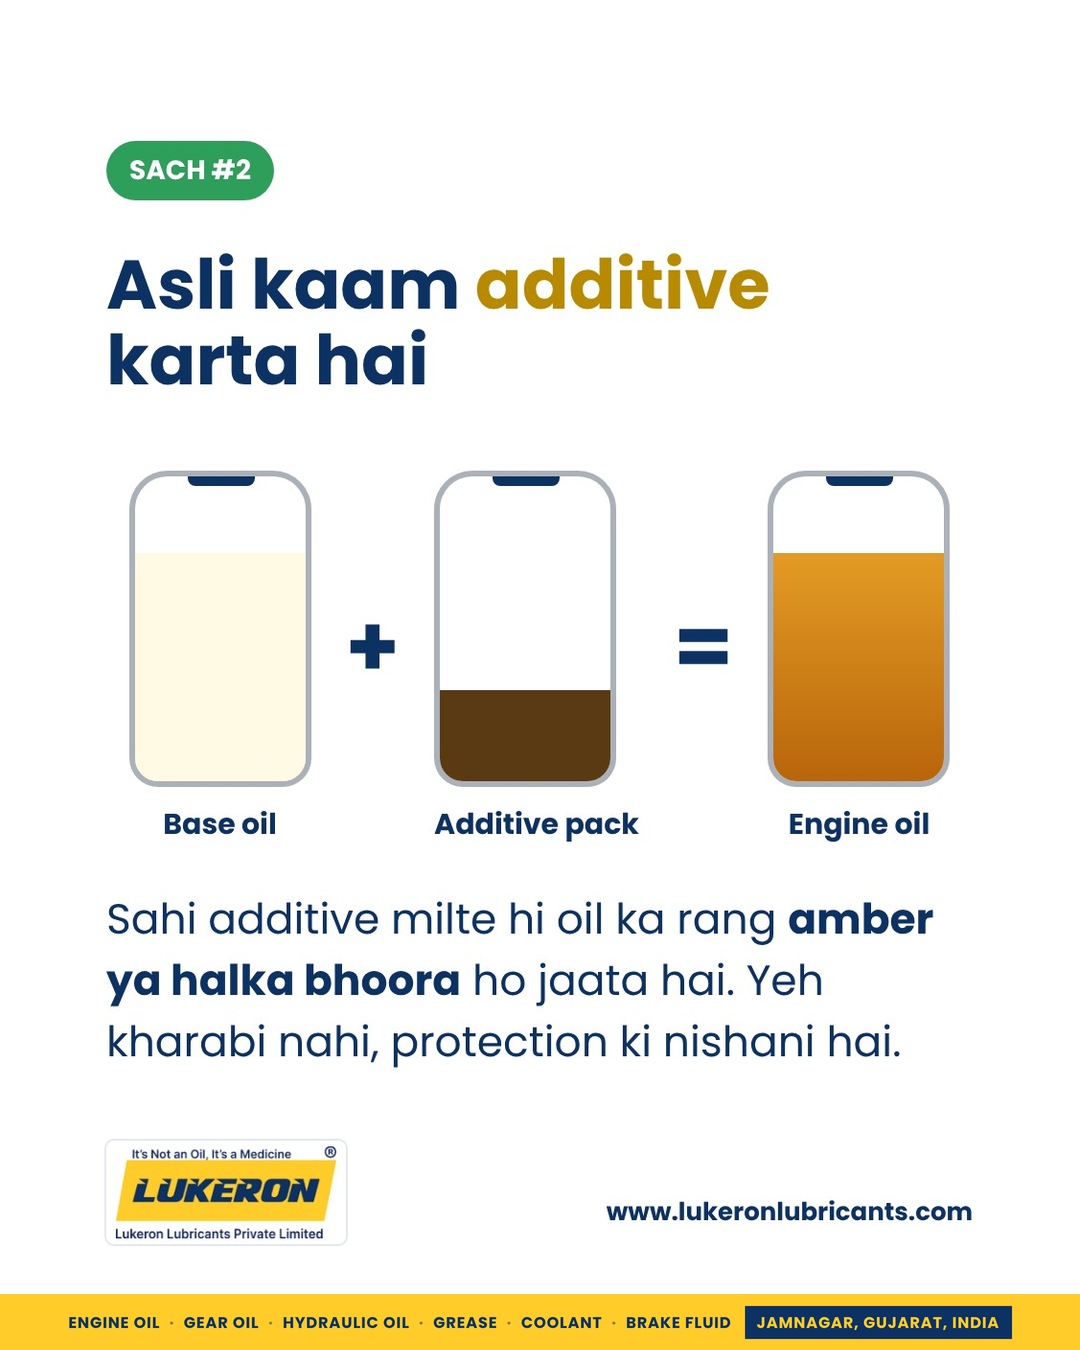 SACH #2
Asli kaam additive
karta hai
+
=
Base oil
Additive pack
Engine oil
Sahi additive milte hi oil ka rang amber
ya halka bhoora ho jaata hai. Yeh
kharabi nahi, protection ki nishani hai.
It's Not an Oil, It's a Medicine ®
LUKERON
Lukeron Lubricants Private Limited
www.lukeronlubricants.com
ENGINE OIL · GEAR OIL · HYDRAULIC OIL · GREASE · COOLANT · BRAKE FLUID JAMNAGAR, GUJARAT, INDIA